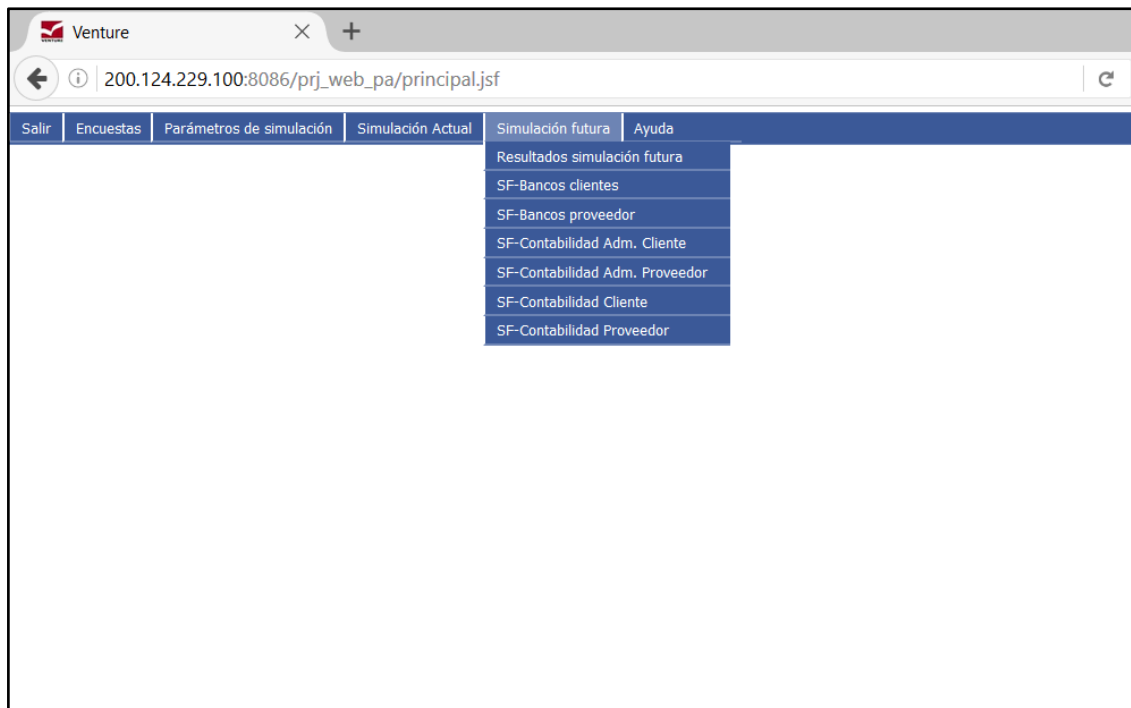 VENTURE Venture
200.124.229.100:8086/prj_web_pa/principal.jsf
Salir Encuestas Parámetros de simulación Simulación Actual Simulación futura Ayuda
Resultados simulación futura
SF-Bancos clientes
SF-Bancos proveedor
SF-Contabilidad Adm. Cliente
SF-Contabilidad Adm. Proveedor
SF-Contabilidad Cliente
SF-Contabilidad Proveedor